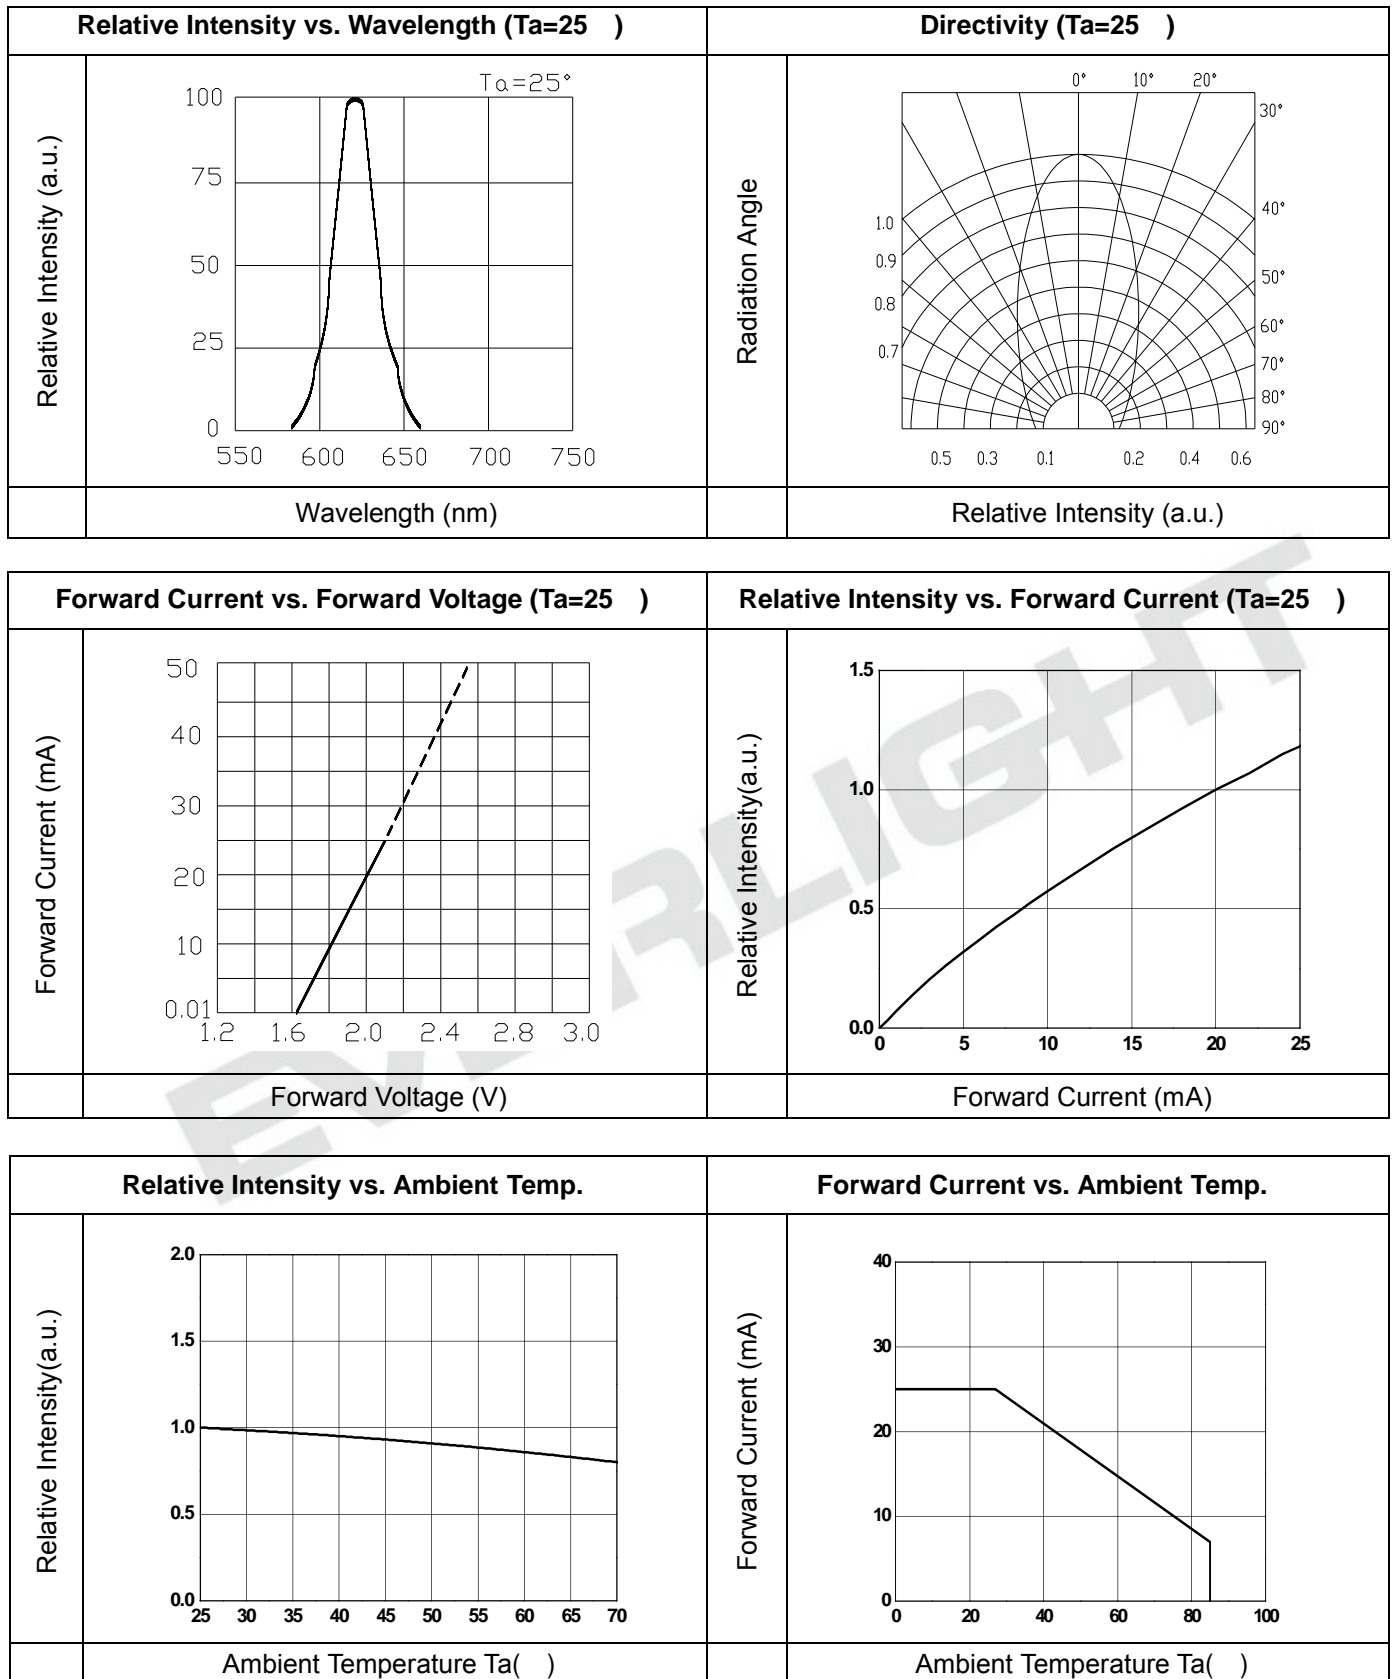 Relative Intensity vs. Wavelength (Ta=25   )
Directivity (Ta=25   )
Relative Intensity (a.u.)
Ta=25°
100
75
50
25
0
550 600 650 700 750
Wavelength (nm)
Radiation Angle
0° 10° 20°
30°
40°
50°
60°
70°
80°
90°
1.0
0.9
0.8
0.7
0.5 0.3 0.1 0.2 0.4 0.6
Relative Intensity (a.u.)
Forward Current vs. Forward Voltage (Ta=25   )
Relative Intensity vs. Forward Current (Ta=25   )
Forward Current (mA)
50
40
30
20
10
0.01
1.2 1.6 2.0 2.4 2.8 3.0
Forward Voltage (V)
Relative Intensity(a.u.)
1.5
1.0
0.5
0.0
0 5 10 15 20 25
Forward Current (mA)
EVERLIGHT
Relative Intensity vs. Ambient Temp.
Forward Current vs. Ambient Temp.
Relative Intensity(a.u.)
2.0
1.5
1.0
0.5
0.0
25 30 35 40 45 50 55 60 65 70
Ambient Temperature Ta(   )
Forward Current (mA)
40
30
20
10
0
0 20 40 60 80 100
Ambient Temperature Ta(   )